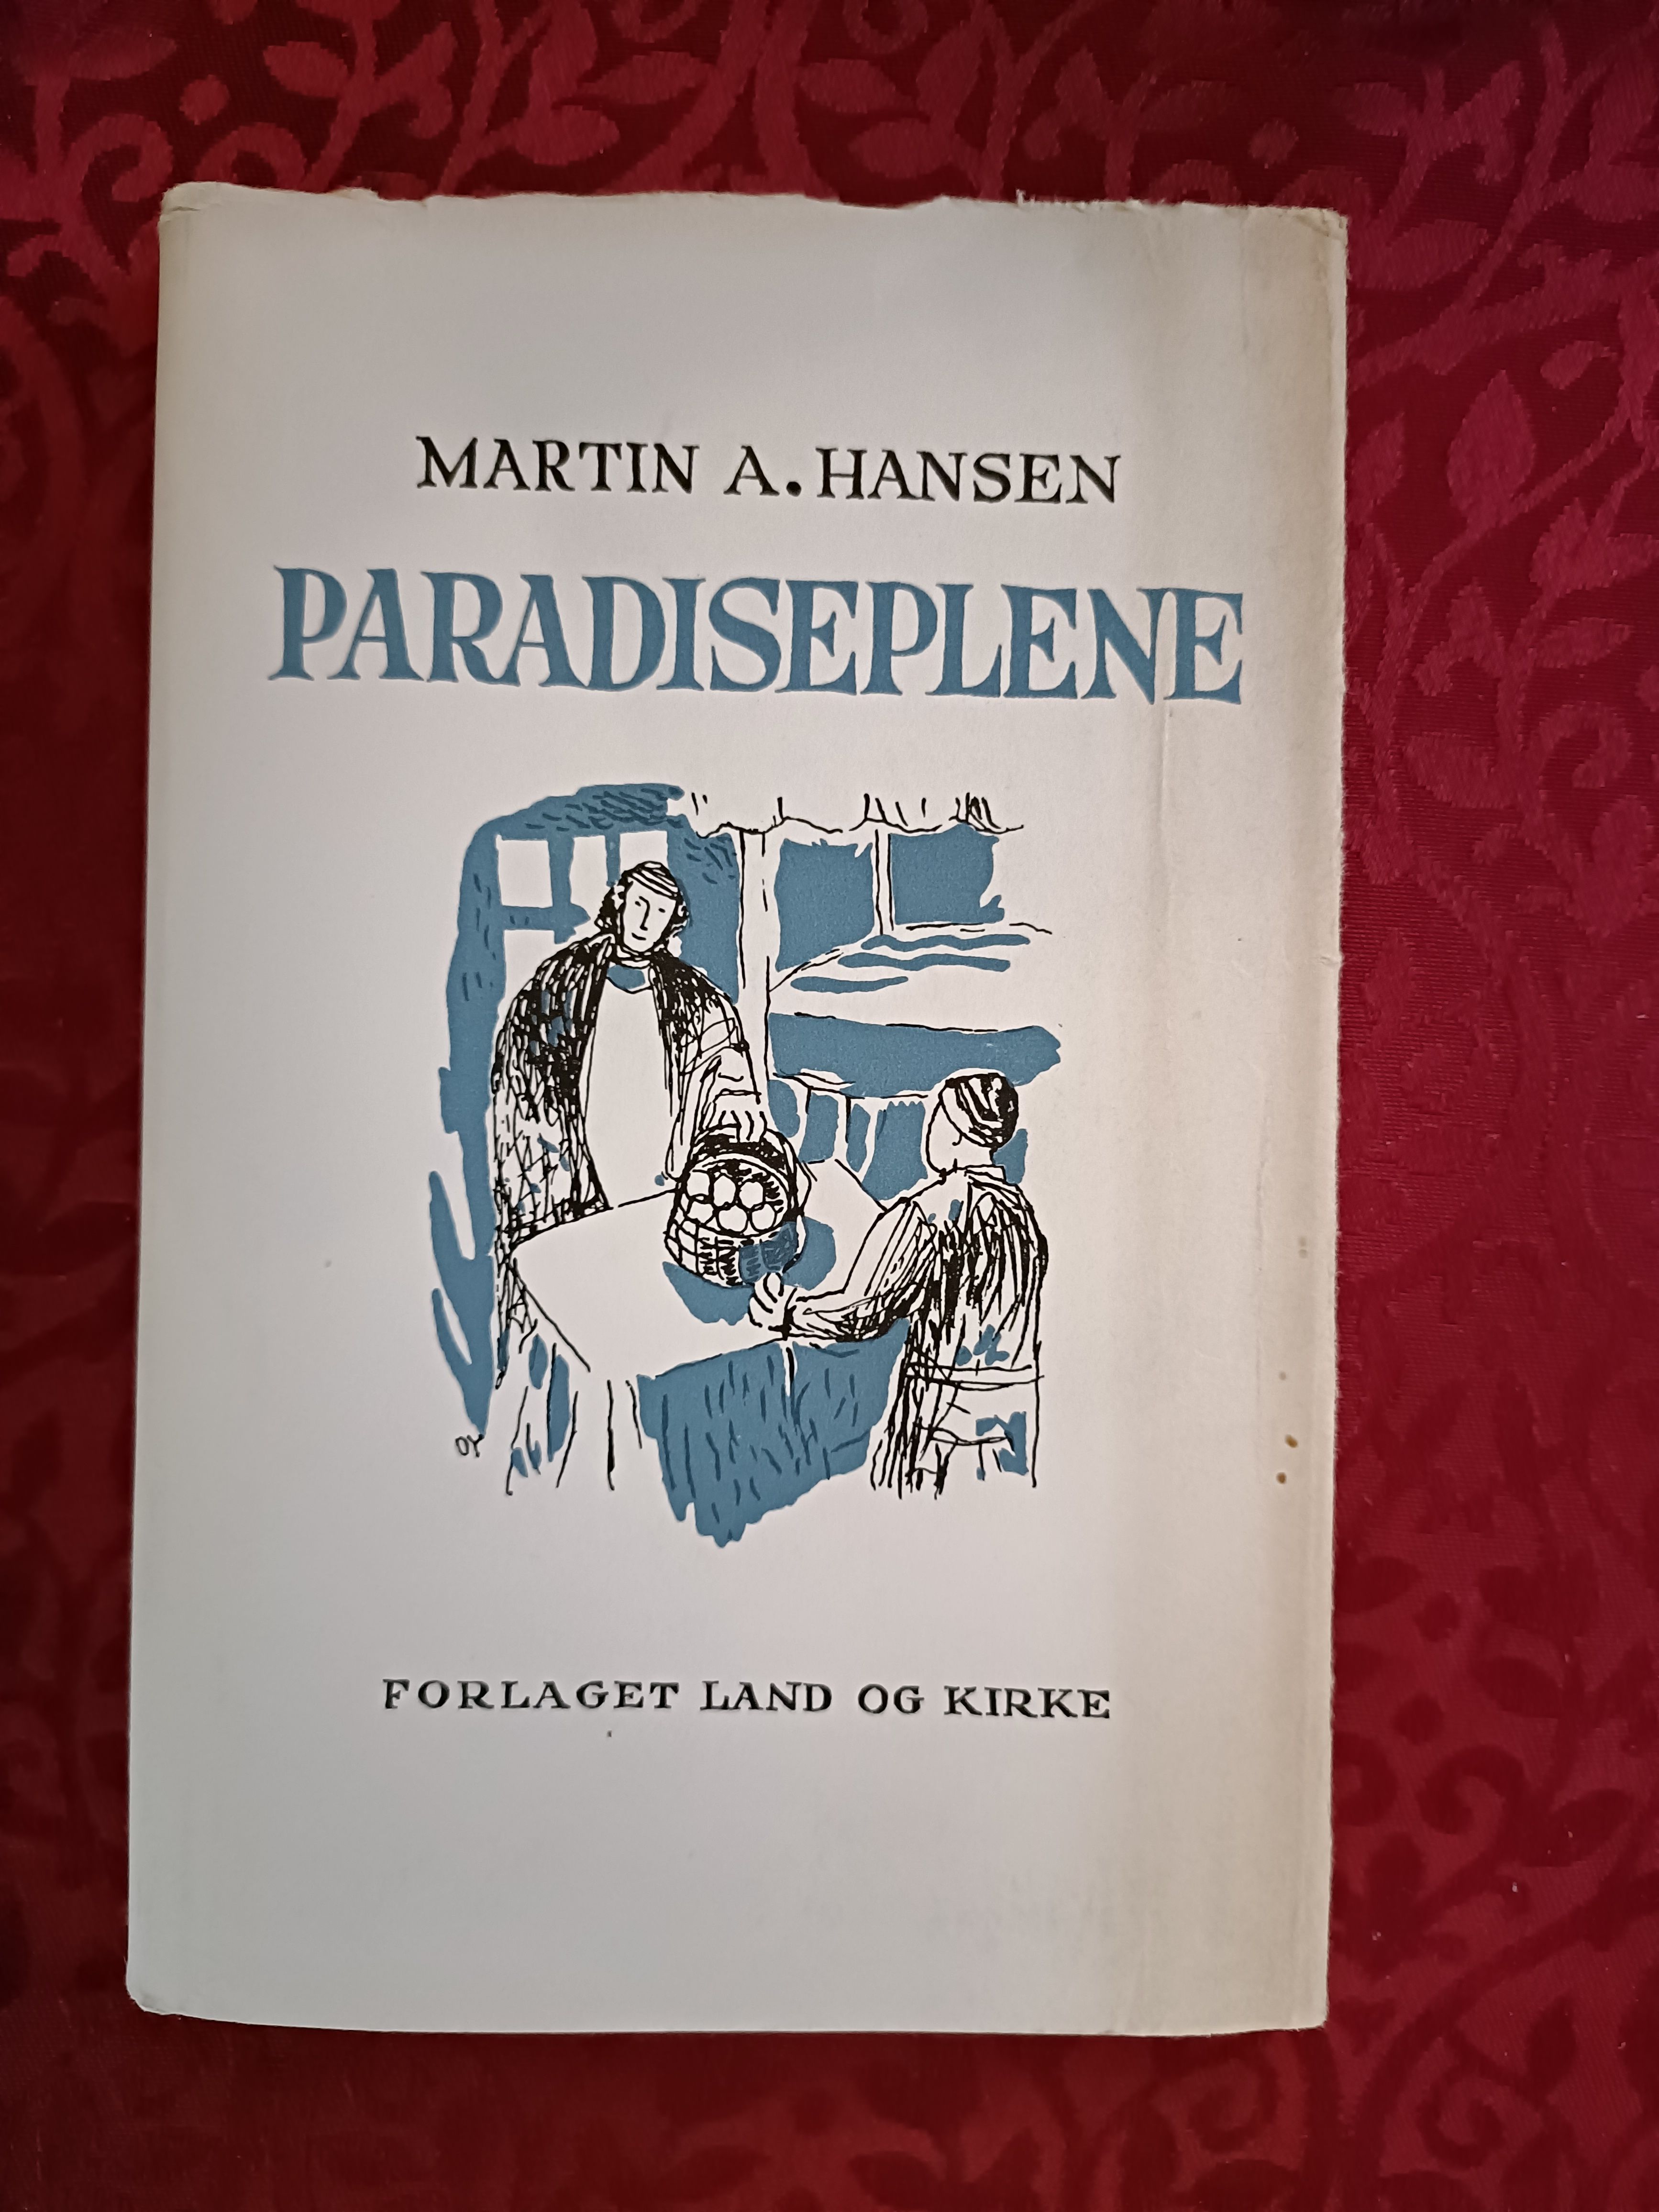 MARTIN A. HANSEN
PARADISEPLENE
FORLAGET LAND OG KIRKE